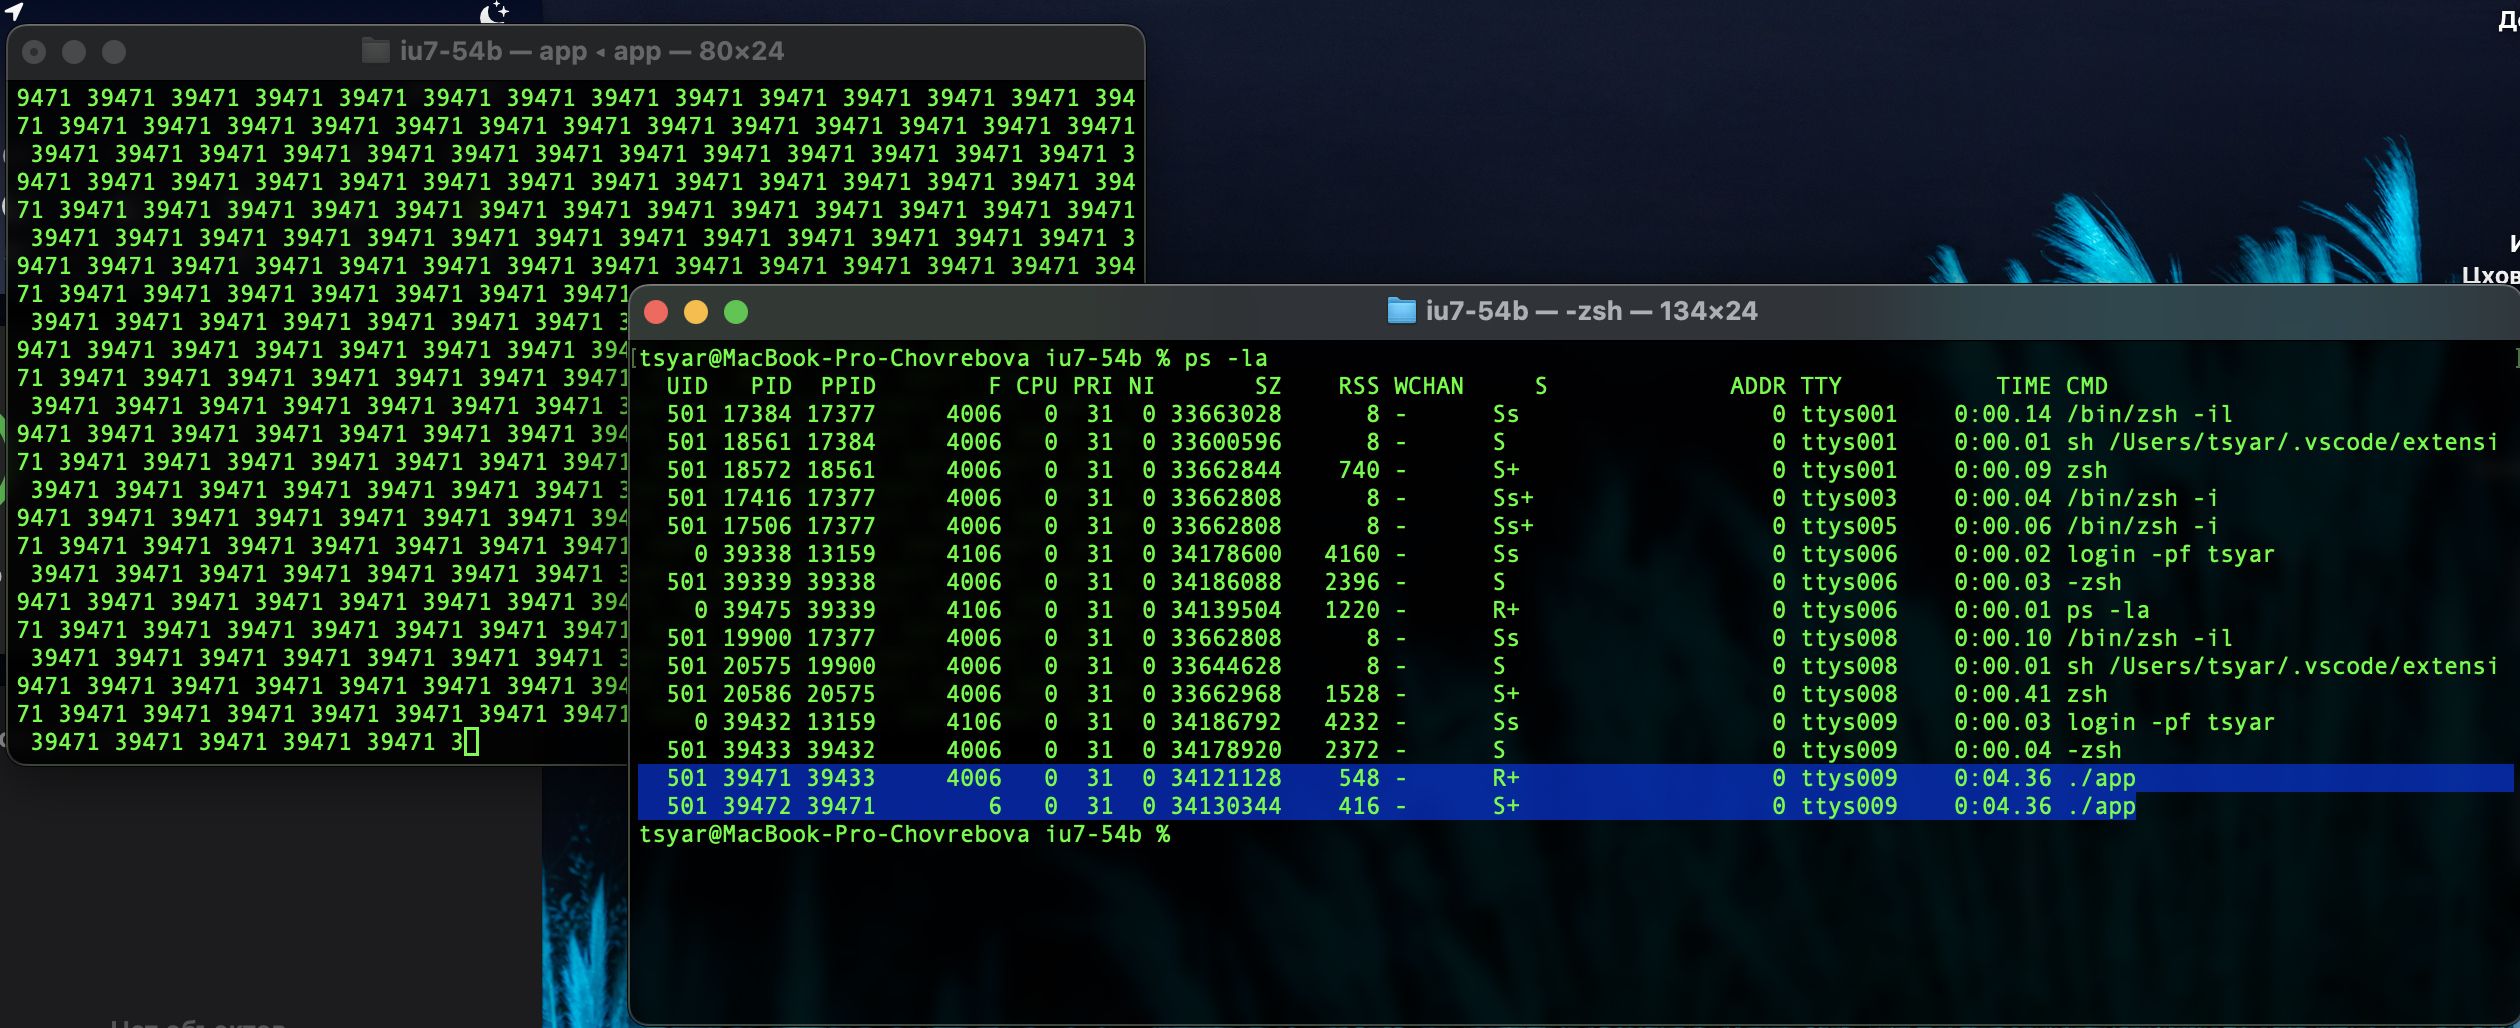 Д
iu7-54b — app ◂ app — 80×24
9471 39471 39471 39471 39471 39471 39471 39471 39471 39471 39471 39471 39471 394
71 39471 39471 39471 39471 39471 39471 39471 39471 39471 39471 39471 39471 39471
39471 39471 39471 39471 39471 39471 39471 39471 39471 39471 39471 39471 39471 3
9471 39471 39471 39471 39471 39471 39471 39471 39471 39471 39471 39471 39471 394
71 39471 39471 39471 39471 39471 39471 39471 39471 39471 39471 39471 39471 39471
39471 39471 39471 39471 39471 39471 39471 39471 39471 39471 39471 39471 39471 3
9471 39471 39471 39471 39471 39471 39471 39471 39471 39471 39471 39471 39471 394
71 39471 39471 39471 39471 39471 39471 39471
39471 39471 39471 39471 39471 39471 39471 3
9471 39471 39471 39471 39471 39471 39471 394
71 39471 39471 39471 39471 39471 39471 39471
39471 39471 39471 39471 39471 39471 39471 3
9471 39471 39471 39471 39471 39471 39471 394
71 39471 39471 39471 39471 39471 39471 39471
39471 39471 39471 39471 39471 39471 39471 3
9471 39471 39471 39471 39471 39471 39471 394
71 39471 39471 39471 39471 39471 39471 39471
39471 39471 39471 39471 39471 39471 39471 3
9471 39471 39471 39471 39471 39471 39471 394
71 39471 39471 39471 39471 39471 39471 39471
39471 39471 39471 39471 39471 39471 39471 3
9471 39471 39471 39471 39471 39471 39471 394
71 39471 39471 39471 39471 39471 39471 39471
39471 39471 39471 39471 39471 3
Цхов
iu7-54b — -zsh — 134×24
[tsyar@MacBook-Pro-Chovrebova iu7-54b % ps -la ]
UID PID PPID F CPU PRI NI SZ RSS WCHAN S ADDR TTY TIME CMD
501 17384 17377 4006 0 31 0 33663028 8 - Ss 0 ttys001 0:00.14 /bin/zsh -il
501 18561 17384 4006 0 31 0 33600596 8 - S 0 ttys001 0:00.01 sh /Users/tsyar/.vscode/extensi
501 18572 18561 4006 0 31 0 33662844 740 - S+ 0 ttys001 0:00.09 zsh
501 17416 17377 4006 0 31 0 33662808 8 - Ss+ 0 ttys003 0:00.04 /bin/zsh -i
501 17506 17377 4006 0 31 0 33662808 8 - Ss+ 0 ttys005 0:00.06 /bin/zsh -i
0 39338 13159 4106 0 31 0 34178600 4160 - Ss 0 ttys006 0:00.02 login -pf tsyar
501 39339 39338 4006 0 31 0 34186088 2396 - S 0 ttys006 0:00.03 -zsh
0 39475 39339 4106 0 31 0 34139504 1220 - R+ 0 ttys006 0:00.01 ps -la
501 19900 17377 4006 0 31 0 33662808 8 - Ss 0 ttys008 0:00.10 /bin/zsh -il
501 20575 19900 4006 0 31 0 33644628 8 - S 0 ttys008 0:00.01 sh /Users/tsyar/.vscode/extensi
501 20586 20575 4006 0 31 0 33662968 1528 - S+ 0 ttys008 0:00.41 zsh
0 39432 13159 4106 0 31 0 34186792 4232 - Ss 0 ttys009 0:00.03 login -pf tsyar
501 39433 39432 4006 0 31 0 34178920 2372 - S 0 ttys009 0:00.04 -zsh
501 39471 39433 4006 0 31 0 34121128 548 - R+ 0 ttys009 0:04.36 ./app
501 39472 39471 6 0 31 0 34130344 416 - S+ 0 ttys009 0:04.36 ./app
tsyar@MacBook-Pro-Chovrebova iu7-54b %